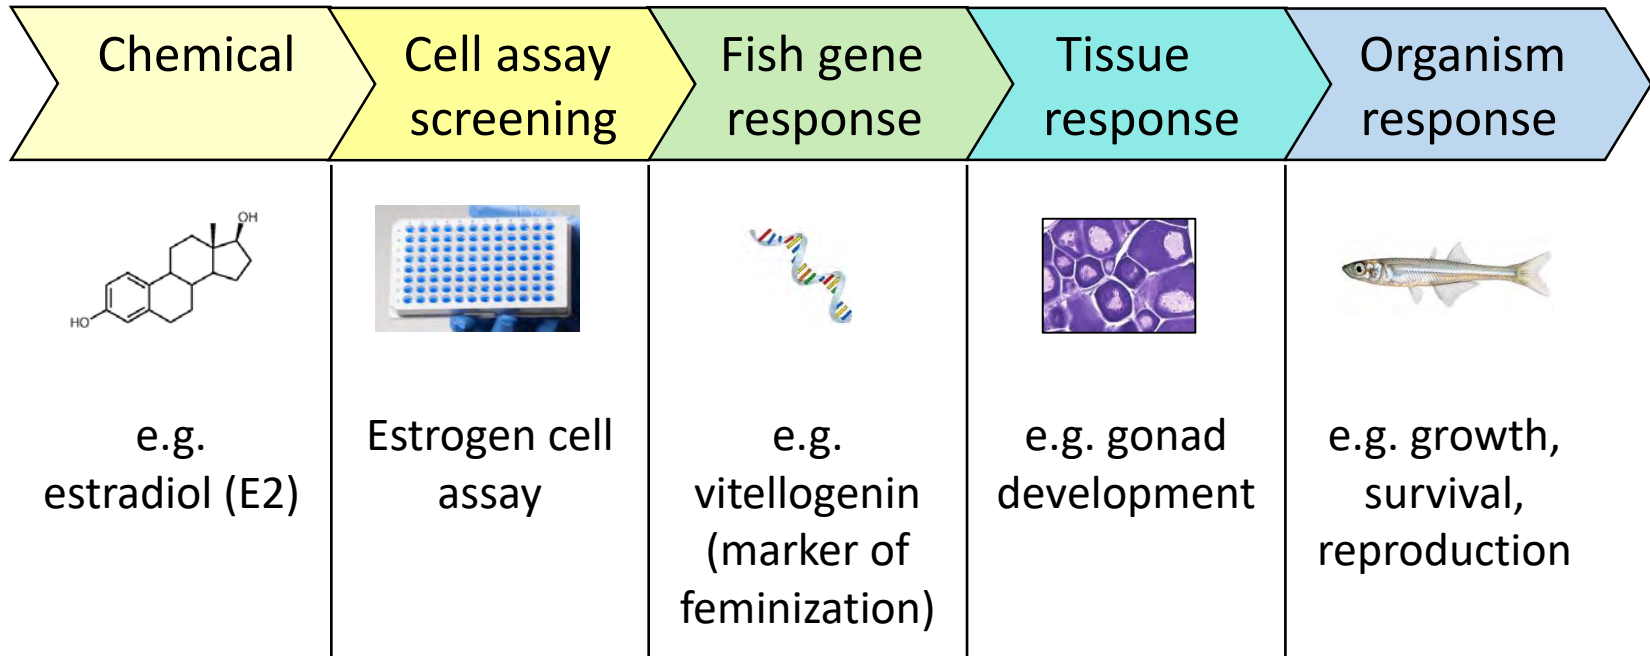 Chemical
Cell assay
screening
Fish gene
response
Tissue
response
Organism
response
OH
HO
e.g.
estradiol (E2)
Estrogen cell
assay
e.g.
vitellogenin
(marker of
feminization)
e.g. gonad
development
e.g. growth,
survival,
reproduction